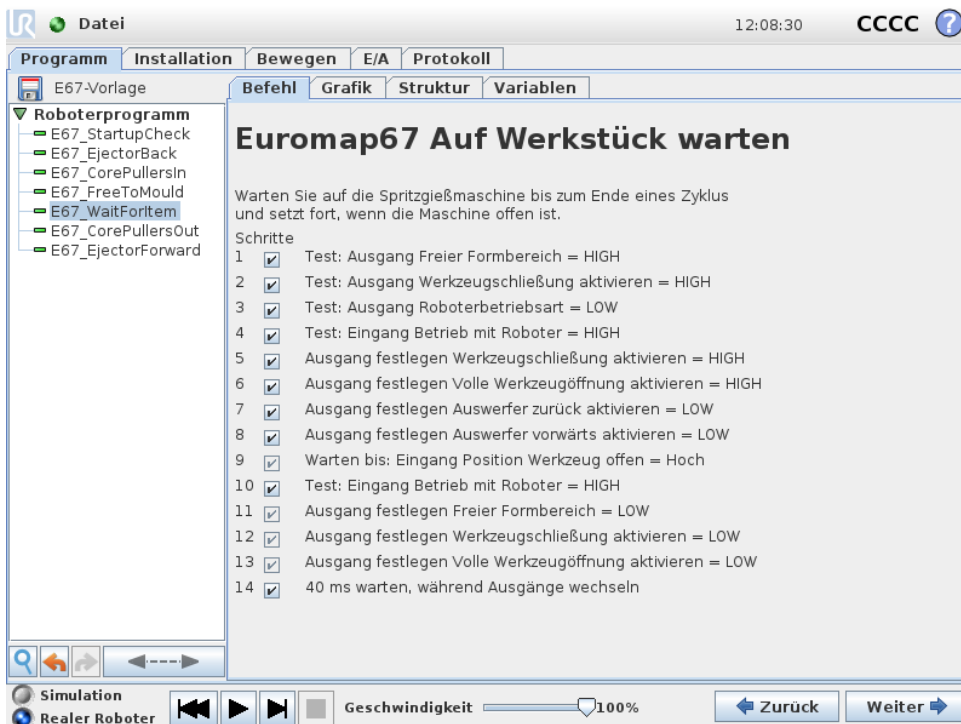 UR Datei 12:08:30 CCCC ?
Programm Installation Bewegen E/A Protokoll
E67-Vorlage Befehl Grafik Struktur Variablen
Roboterprogramm
E67_StartupCheck
E67_EjectorBack
E67_CorePullersIn
E67_FreeToMould
E67_WaitForItem
E67_CorePullersOut
E67_EjectorForward
Euromap67 Auf Werkstück warten
Warten Sie auf die Spritzgießmaschine bis zum Ende eines Zyklus
und setzt fort, wenn die Maschine offen ist.
Schritte
1 Test: Ausgang Freier Formbereich = HIGH
2 Test: Ausgang Werkzeugschließung aktivieren = HIGH
3 Test: Ausgang Roboterbetriebsart = LOW
4 Test: Eingang Betrieb mit Roboter = HIGH
5 Ausgang festlegen Werkzeugschließung aktivieren = HIGH
6 Ausgang festlegen Volle Werkzeugöffnung aktivieren = HIGH
7 Ausgang festlegen Auswerfer zurück aktivieren = LOW
8 Ausgang festlegen Auswerfer vorwärts aktivieren = LOW
9 Warten bis: Eingang Position Werkzeug offen = Hoch
10 Test: Eingang Betrieb mit Roboter = HIGH
11 Ausgang festlegen Freier Formbereich = LOW
12 Ausgang festlegen Werkzeugschließung aktivieren = LOW
13 Ausgang festlegen Volle Werkzeugöffnung aktivieren = LOW
14 40 ms warten, während Ausgänge wechseln
Simulation
Realer Roboter
Geschwindigkeit 100%
Zurück Weiter